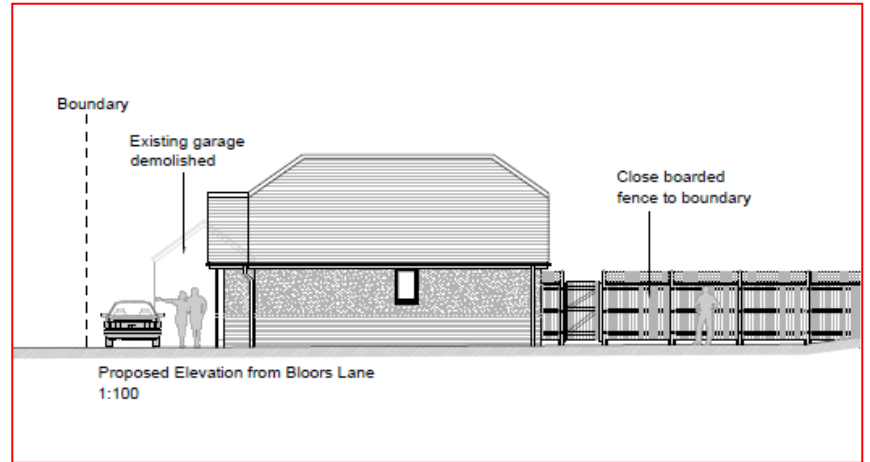 Boundary
Existing garage
demolished
Close boarded
fence to boundary
Proposed Elevation from Bloors Lane
1:100